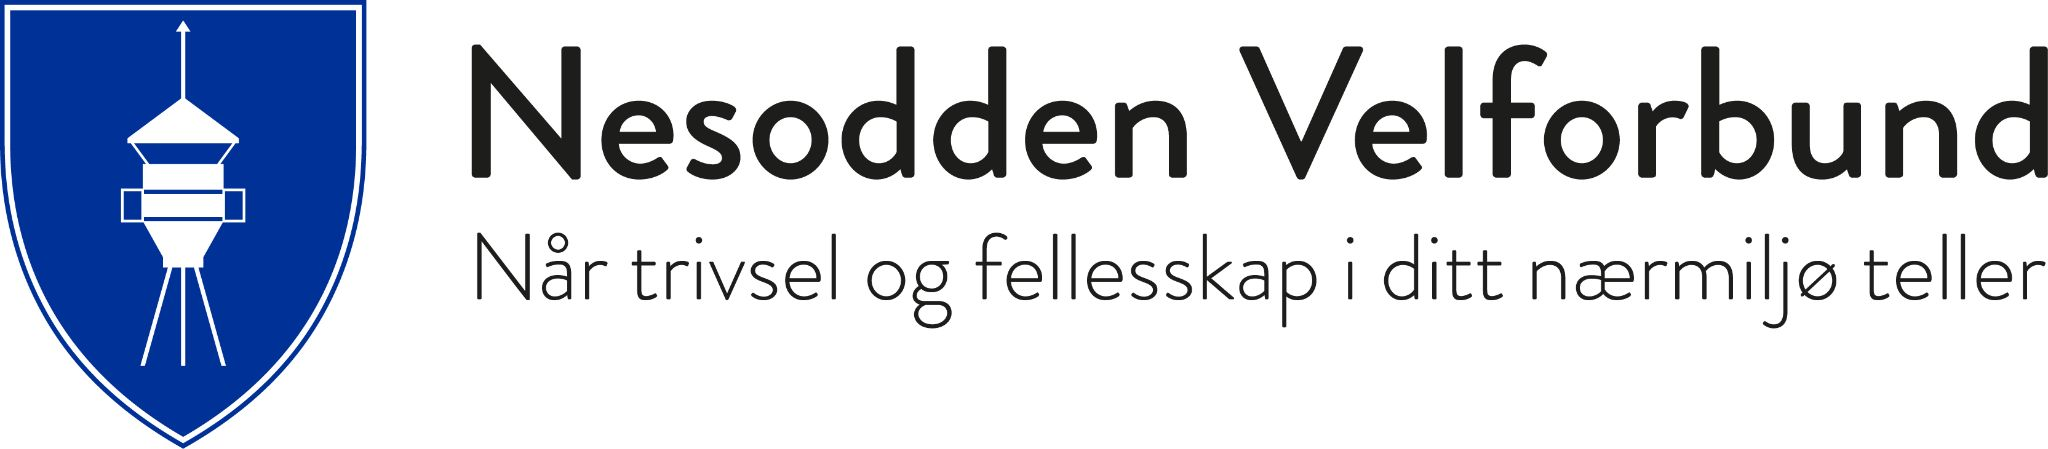 Nesodden Velforbund
Når trivsel og fellesskap i ditt nærmiljø teller